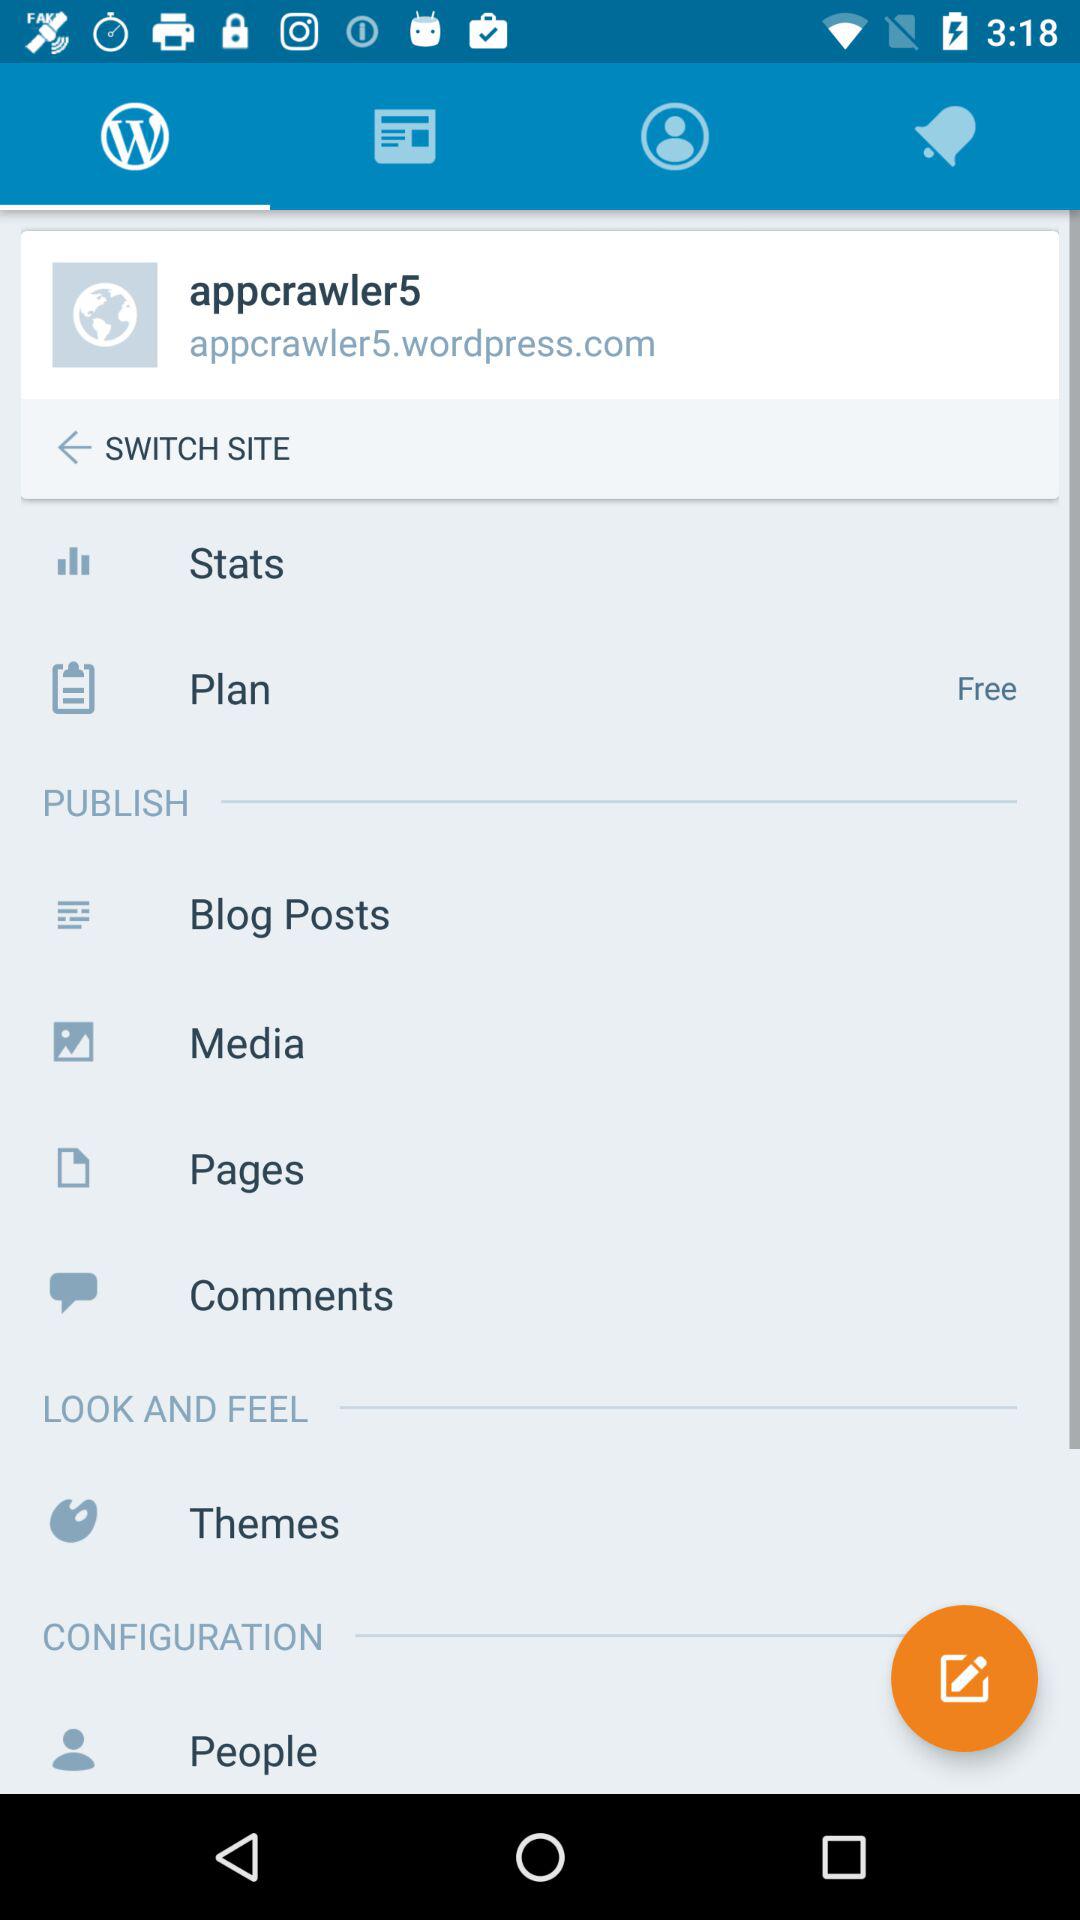 FAK
3:18
appcrawler5
appcrawler5.wordpress.com
SWITCH SITE
Stats
Plan
Free
PUBLISH
Blog Posts
Media
Pages
Comments
LOOK AND FEEL
Themes
CONFIGURATION
People